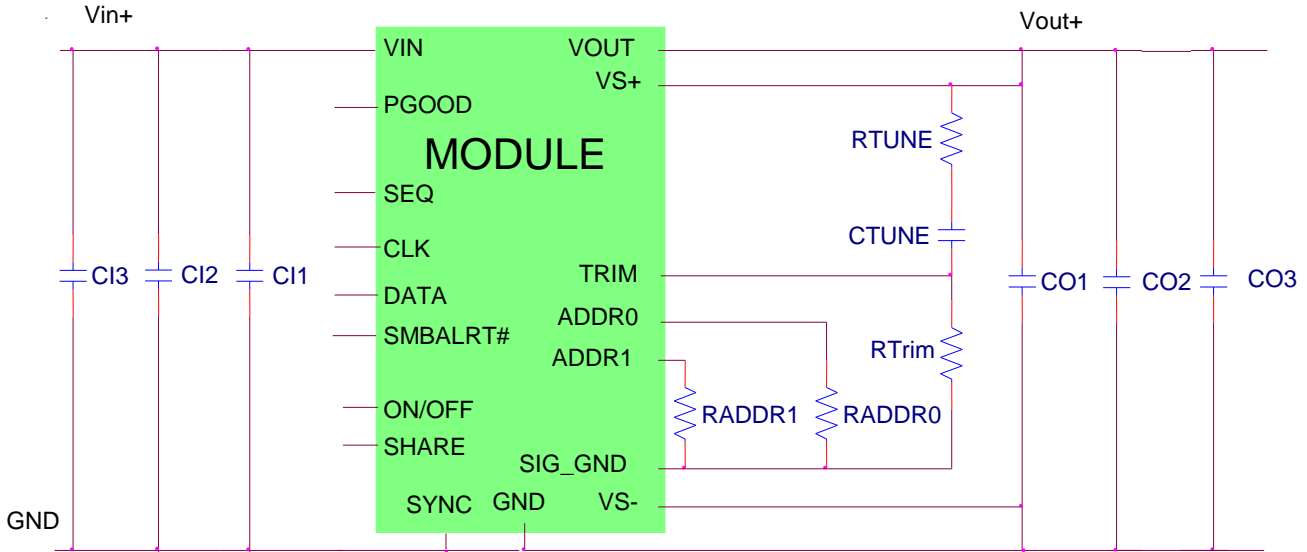 Vin+
Vout+
VIN
VOUT
VS+
PGOOD
RTUNE
MODULE
SEQ
CTUNE
CLK
TRIM
CI3
CI2
CI1
CO1
CO2
CO3
DATA
ADDR0
SMBALRT#
RTrim
ADDR1
ON/OFF
RADDR1
RADDR0
SHARE
SIG_GND
SYNC
GND
VS-
GND